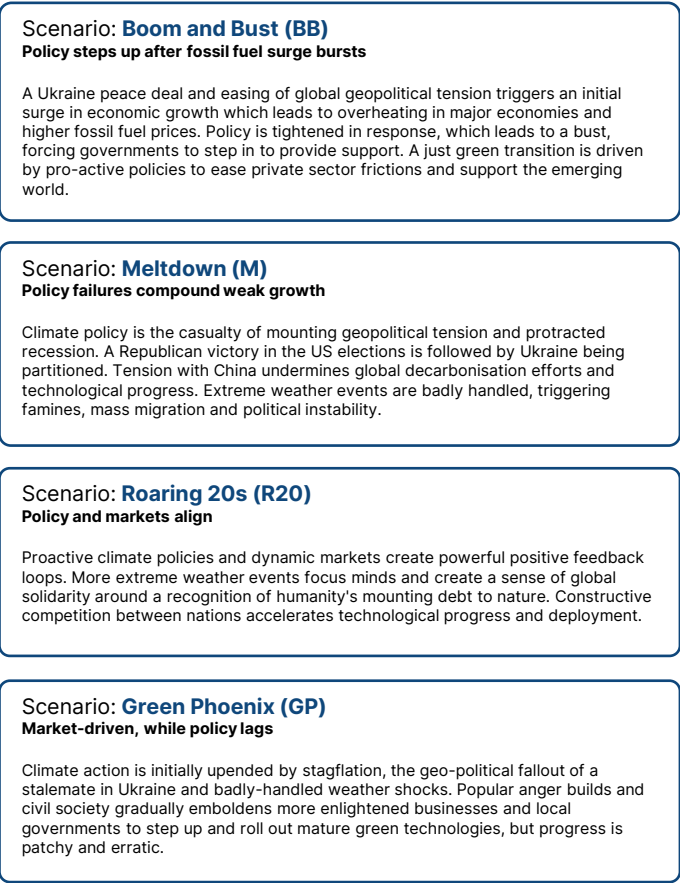 Scenario: Boom and Bust (BB)
Policy steps up after fossil fuel surge bursts
A Ukraine peace deal and easing of global geopolitical tension triggers an initial
surge in economic growth which leads to overheating in major economies and
higher fossil fuel prices. Policy is tightened in response, which leads to a bust,
forcing governments to step in to provide support. A just green transition is driven
by pro-active policies to ease private sector frictions and support the emerging
world.
Scenario: Meltdown (M)
Policy failures compound weak growth
Climate policy is the casualty of mounting geopolitical tension and protracted
recession. A Republican victory in the US elections is followed by Ukraine being
partitioned. Tension with China undermines global decarbonisation efforts and
technological progress. Extreme weather events are badly handled, triggering
famines, mass migration and political instability.
Scenario: Roaring 20s (R20)
Policy and markets align
Proactive climate policies and dynamic markets create powerful positive feedback
loops. More extreme weather events focus minds and create a sense of global
solidarity around a recognition of humanity's mounting debt to nature. Constructive
competition between nations accelerates technological progress and deployment.
Scenario: Green Phoenix (GP)
Market-driven, while policy lags
Climate action is initially upended by stagflation, the geo-political fallout of a
stalemate in Ukraine and badly-handled weather shocks. Popular anger builds and
civil society gradually emboldens more enlightened businesses and local
governments to step up and roll out mature green technologies, but progress is
patchy and erratic.